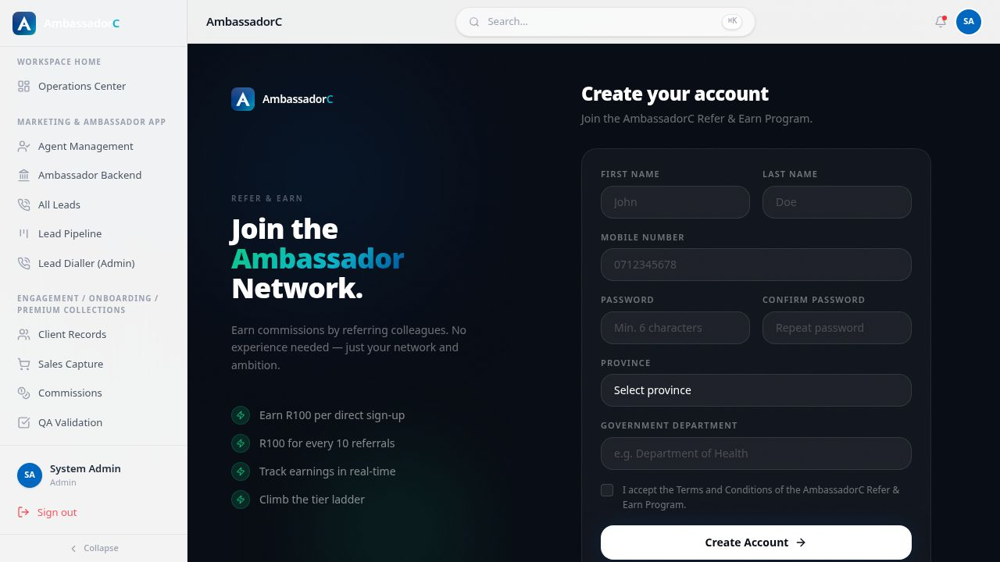 AmbassadorC
WORKSPACE HOME
Operations Center
MARKETING & AMBASSADOR APP
Agent Management
Ambassador Backend
All Leads
Lead Pipeline
Lead Dialler (Admin)
ENGAGEMENT / ONBOARDING /
PREMIUM COLLECTIONS
Client Records
Sales Capture
Commissions
QA Validation
SA
System Admin
Admin
Sign out
Collapse
AmbassadorC
Search...
⌘K
SA
AmbassadorC
REFER & EARN
Join the
Ambassador
Network.
Earn commissions by referring colleagues. No
experience needed — just your network and
ambition.
Earn R100 per direct sign-up
R100 for every 10 referrals
Track earnings in real-time
Climb the tier ladder
Create your account
Join the AmbassadorC Refer & Earn Program.
FIRST NAME
LAST NAME
John
Doe
MOBILE NUMBER
0712345678
PASSWORD
CONFIRM PASSWORD
Min. 6 characters
Repeat password
PROVINCE
Select province
GOVERNMENT DEPARTMENT
e.g. Department of Health
I accept the Terms and Conditions of the AmbassadorC Refer &
Earn Program.
Create Account